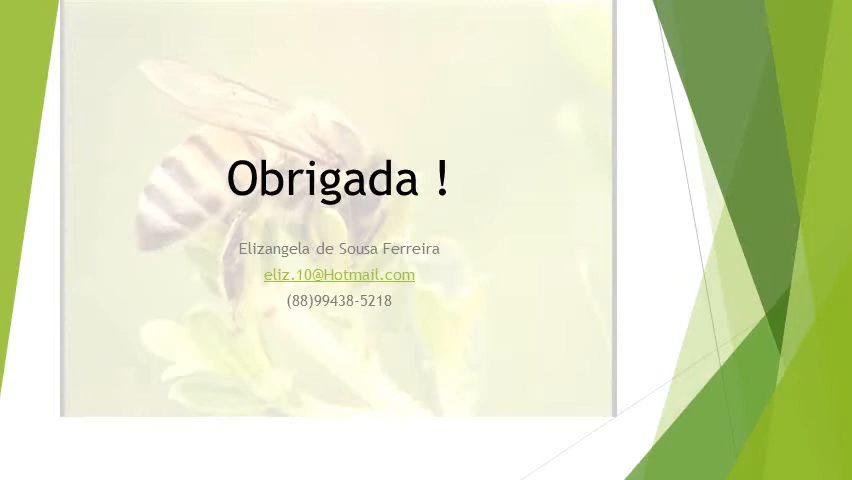 Obrigada !
Elizangela de Sousa Ferreira
eliz.10@Hotmail.com
(88)99438-5218